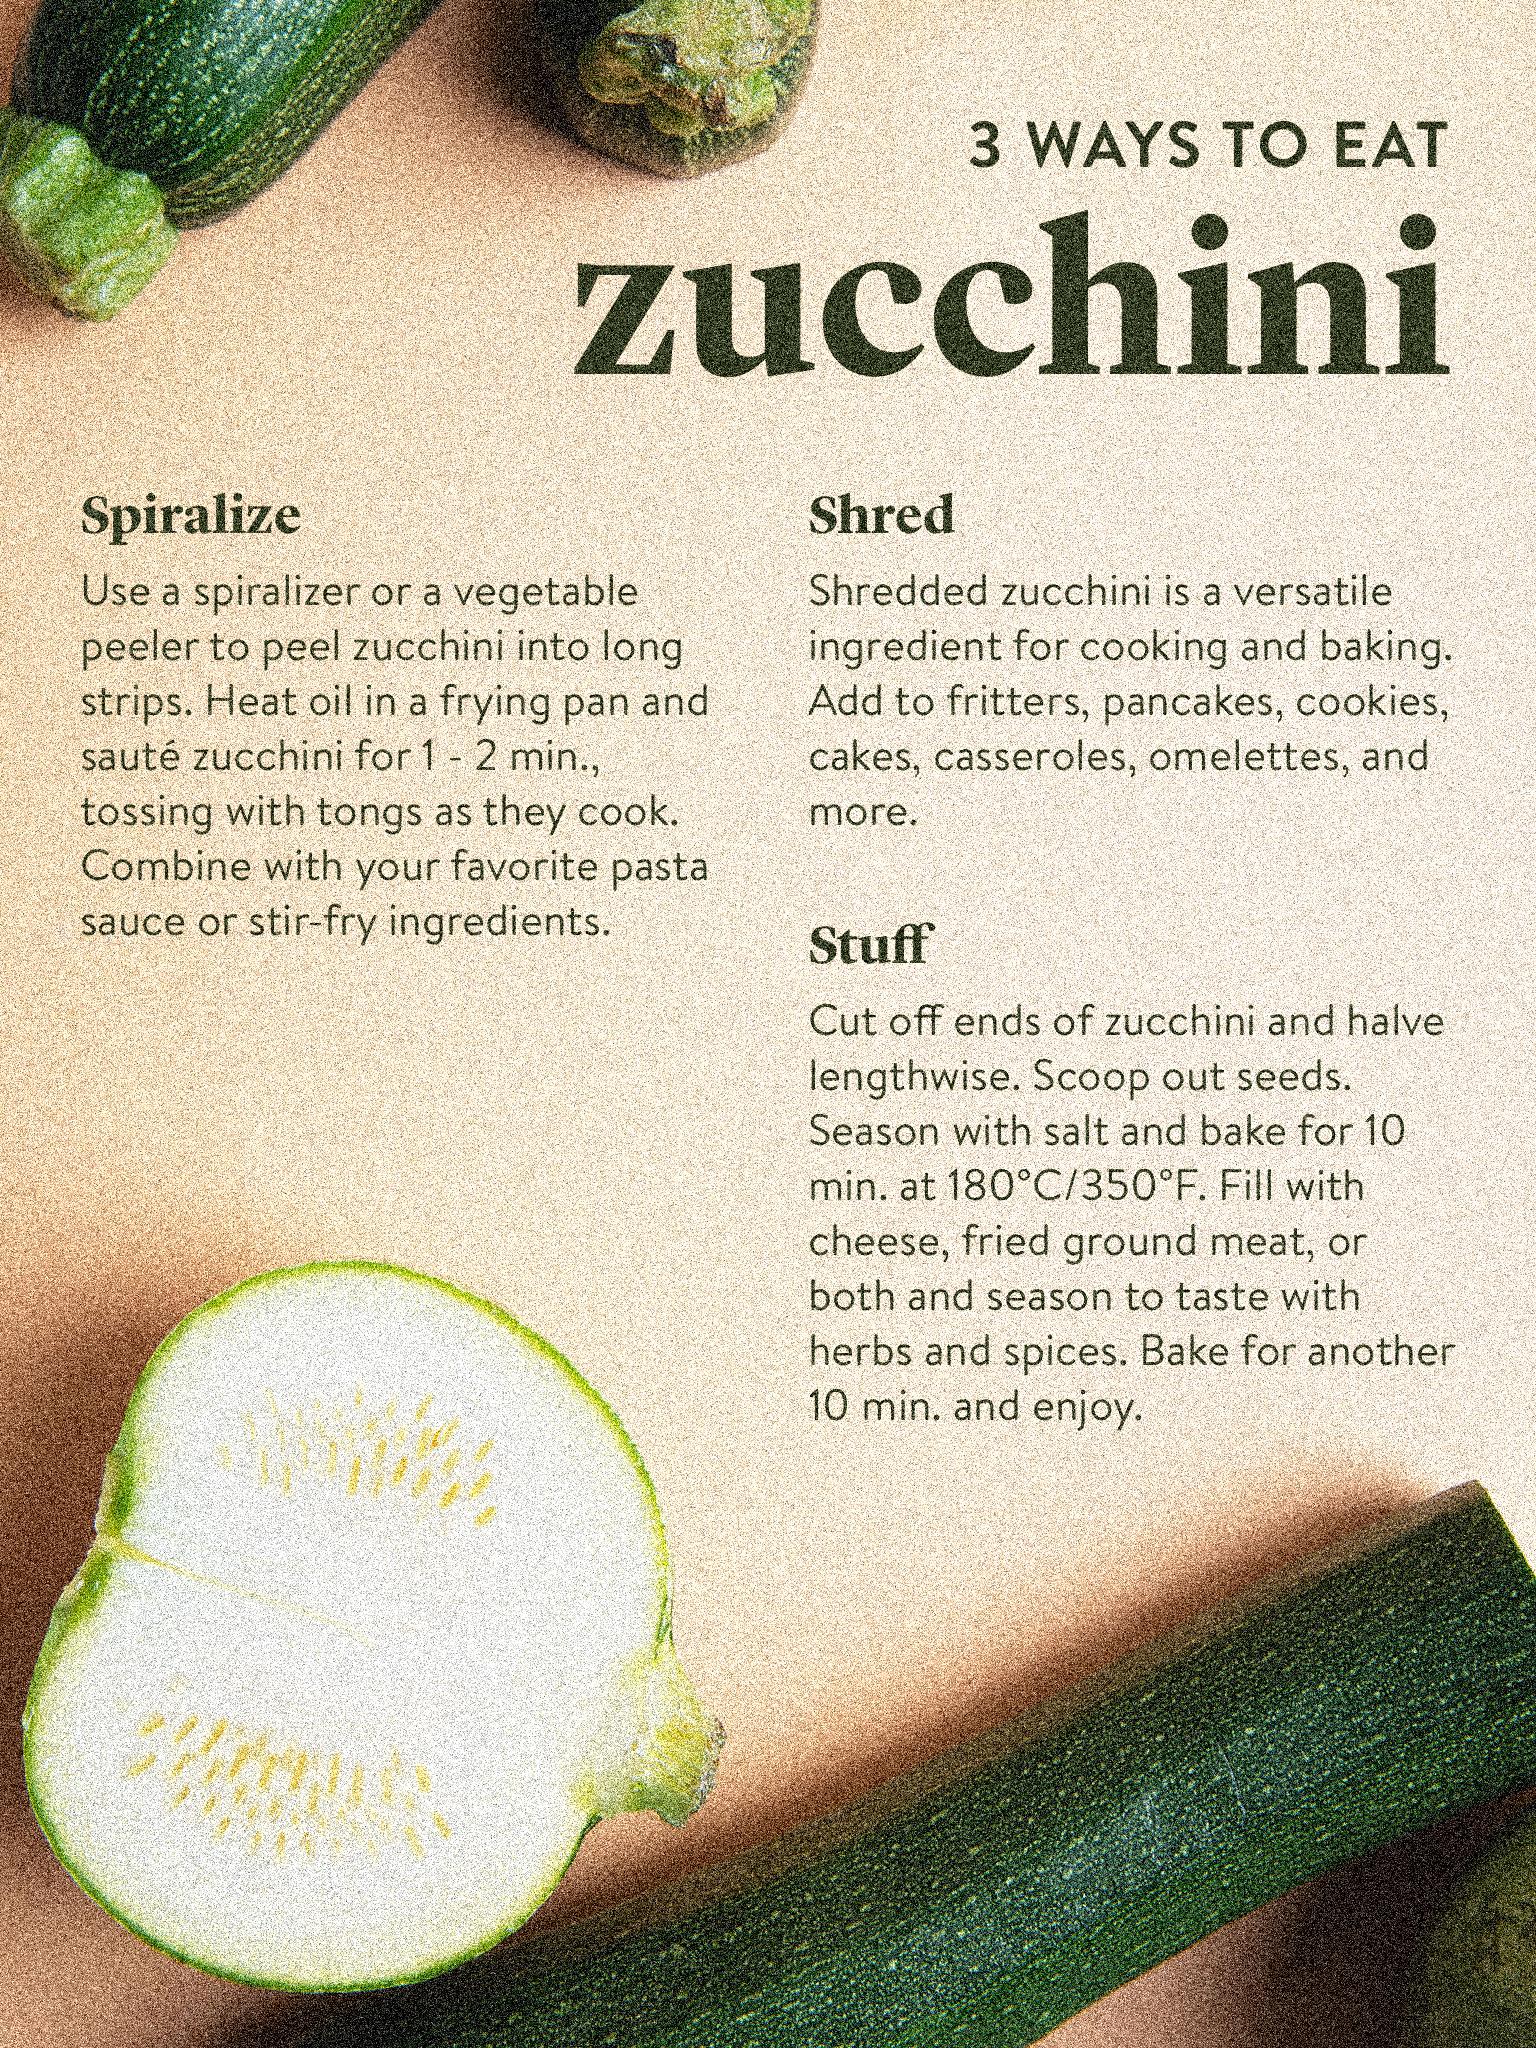 3 WAYS TO EAT
zucchini
Spiralize
Use a spiralizer or a vegetable
peeler to peel zucchini into long
strips. Heat oil in a frying pan and
sauté zucchini for 1 - 2 min.,
tossing with tongs as they cook.
Combine with your favorite pasta
sauce or stir-fry ingredients.
Shred
Shredded zucchini is a versatile
ingredient for cooking and baking.
Add to fritters, pancakes, cookies,
cakes, casseroles, omelettes, and
more.
Stuff
Cut off ends of zucchini and halve
lengthwise. Scoop out seeds.
Season with salt and bake for 10
min. at 180°C/350°F. Fill with
cheese, fried ground meat, or
both and season to taste with
herbs and spices. Bake for another
10 min. and enjoy.